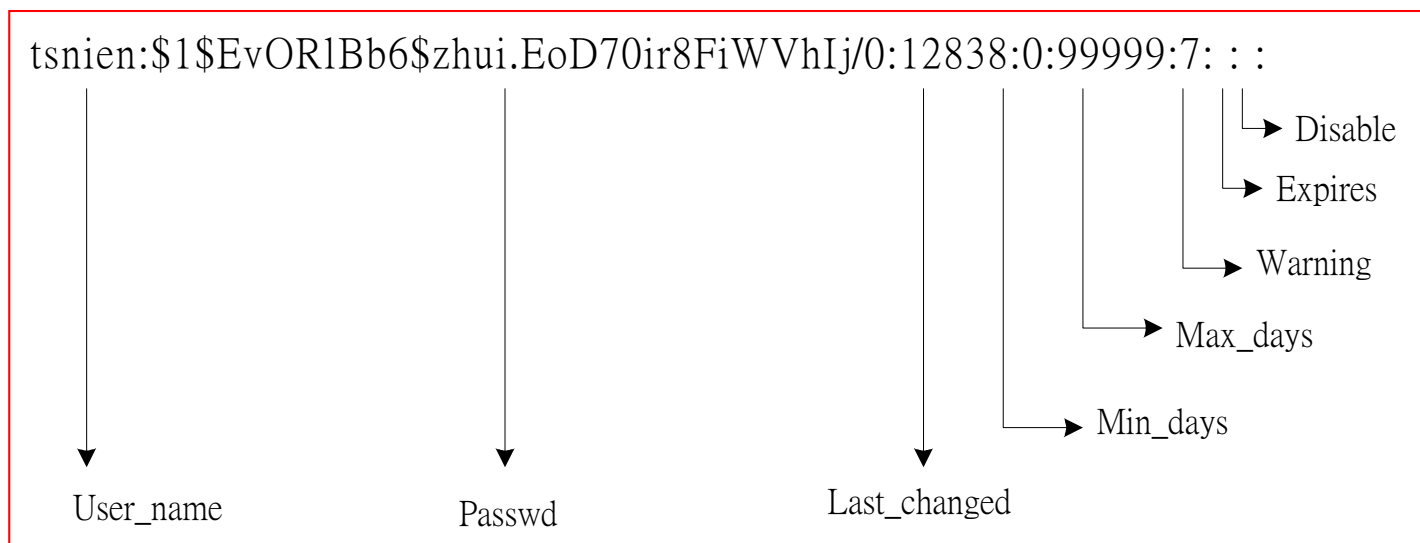 tsnien:$1$EvORlBb6$zhui.EoD70ir8FiWVhIj/0:12838:0:99999:7: : :
Disable
Expires
Warning
Max_days
Min_days
User_name
Passwd
Last_changed